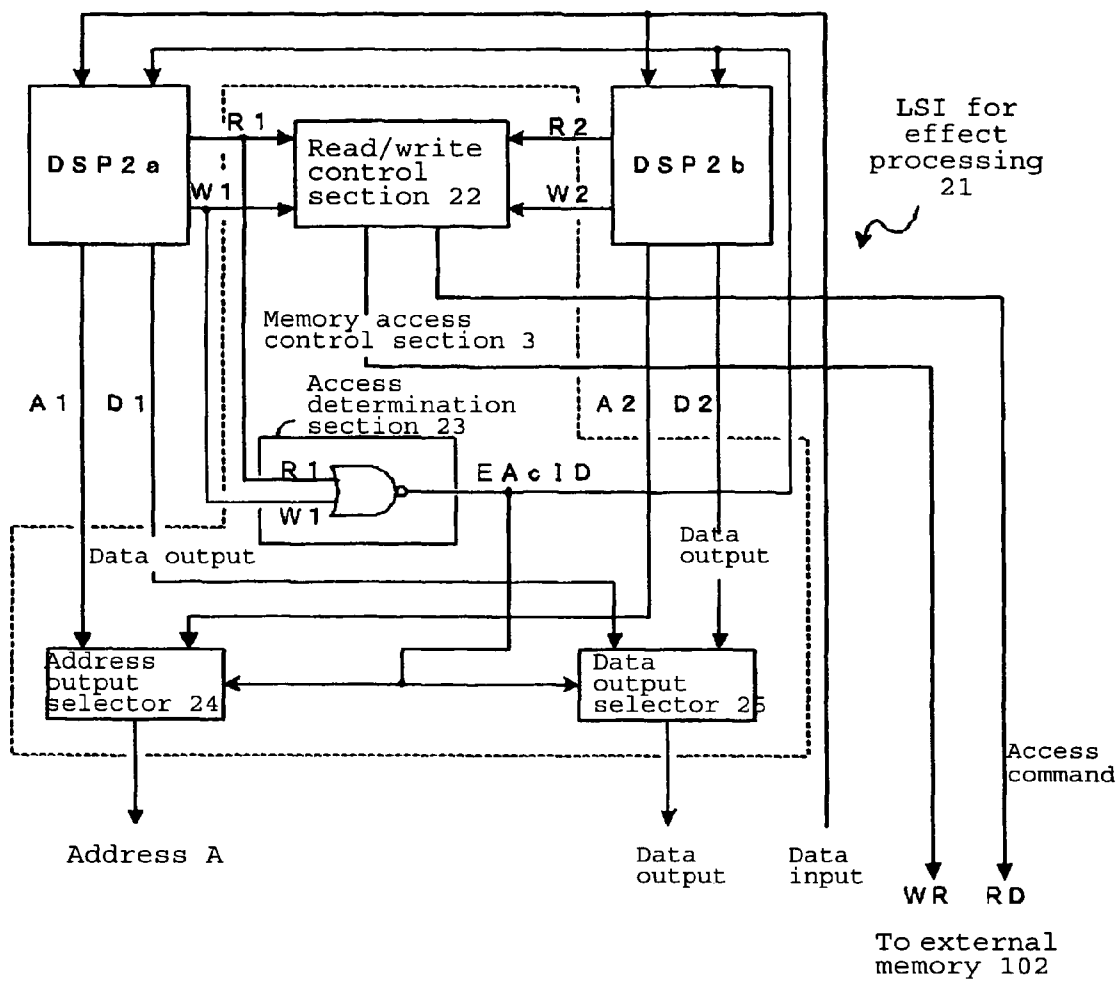 LSI for
effect
processing
21
DSP2a
R1
W1
Read/write
control
section 22
R2
W2
DSP2b
Memory access
control section 3
A1
D1
Access
determination
section 23
A2
D2
R1
W1
EAcID
Data output
Data
output
Address
output
selector 24
Data
output
selector 25
Access
command
Address A
Data
output
Data
input
WR
RD
To external
memory 102